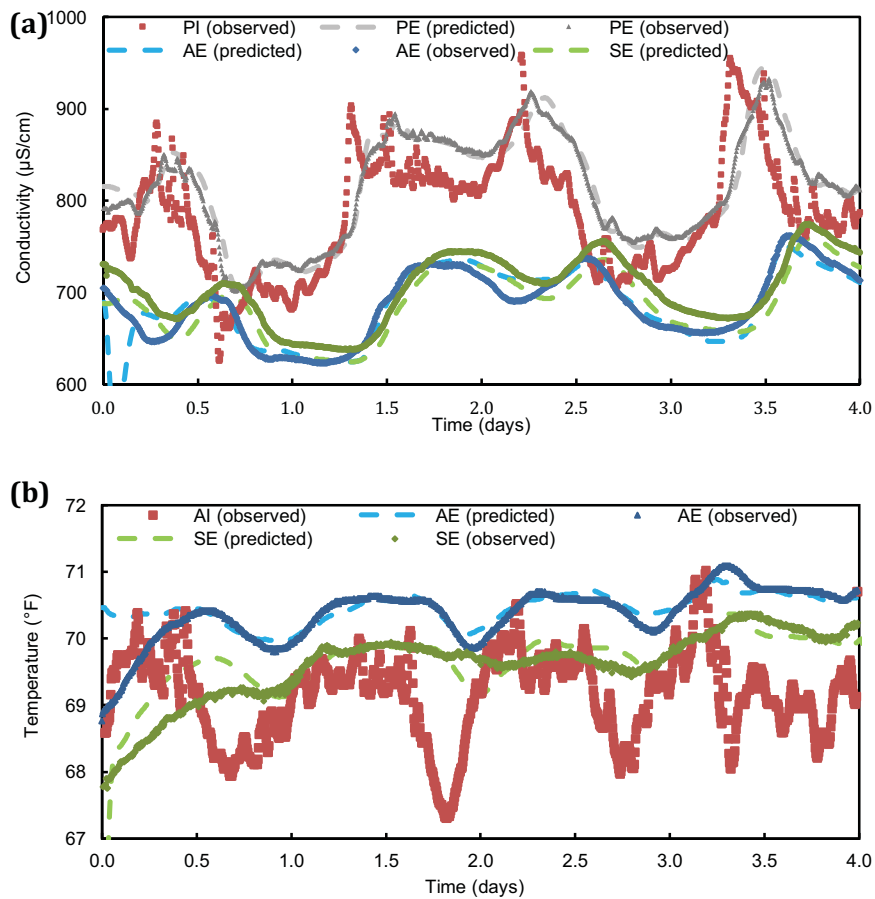 (a)
1000
PI (observed) PE (predicted) PE (observed)
AE (predicted) AE (observed) SE (predicted)
900
800
700
600
Conductivity (µS/cm)
0.0 0.5 1.0 1.5 2.0 2.5 3.0 3.5 4.0
Time (days)
(b)
72
AI (observed) AE (predicted) AE (observed)
SE (predicted) SE (observed)
71
70
69
68
67
Temperature (°F)
0.0 0.5 1.0 1.5 2.0 2.5 3.0 3.5 4.0
Time (days)